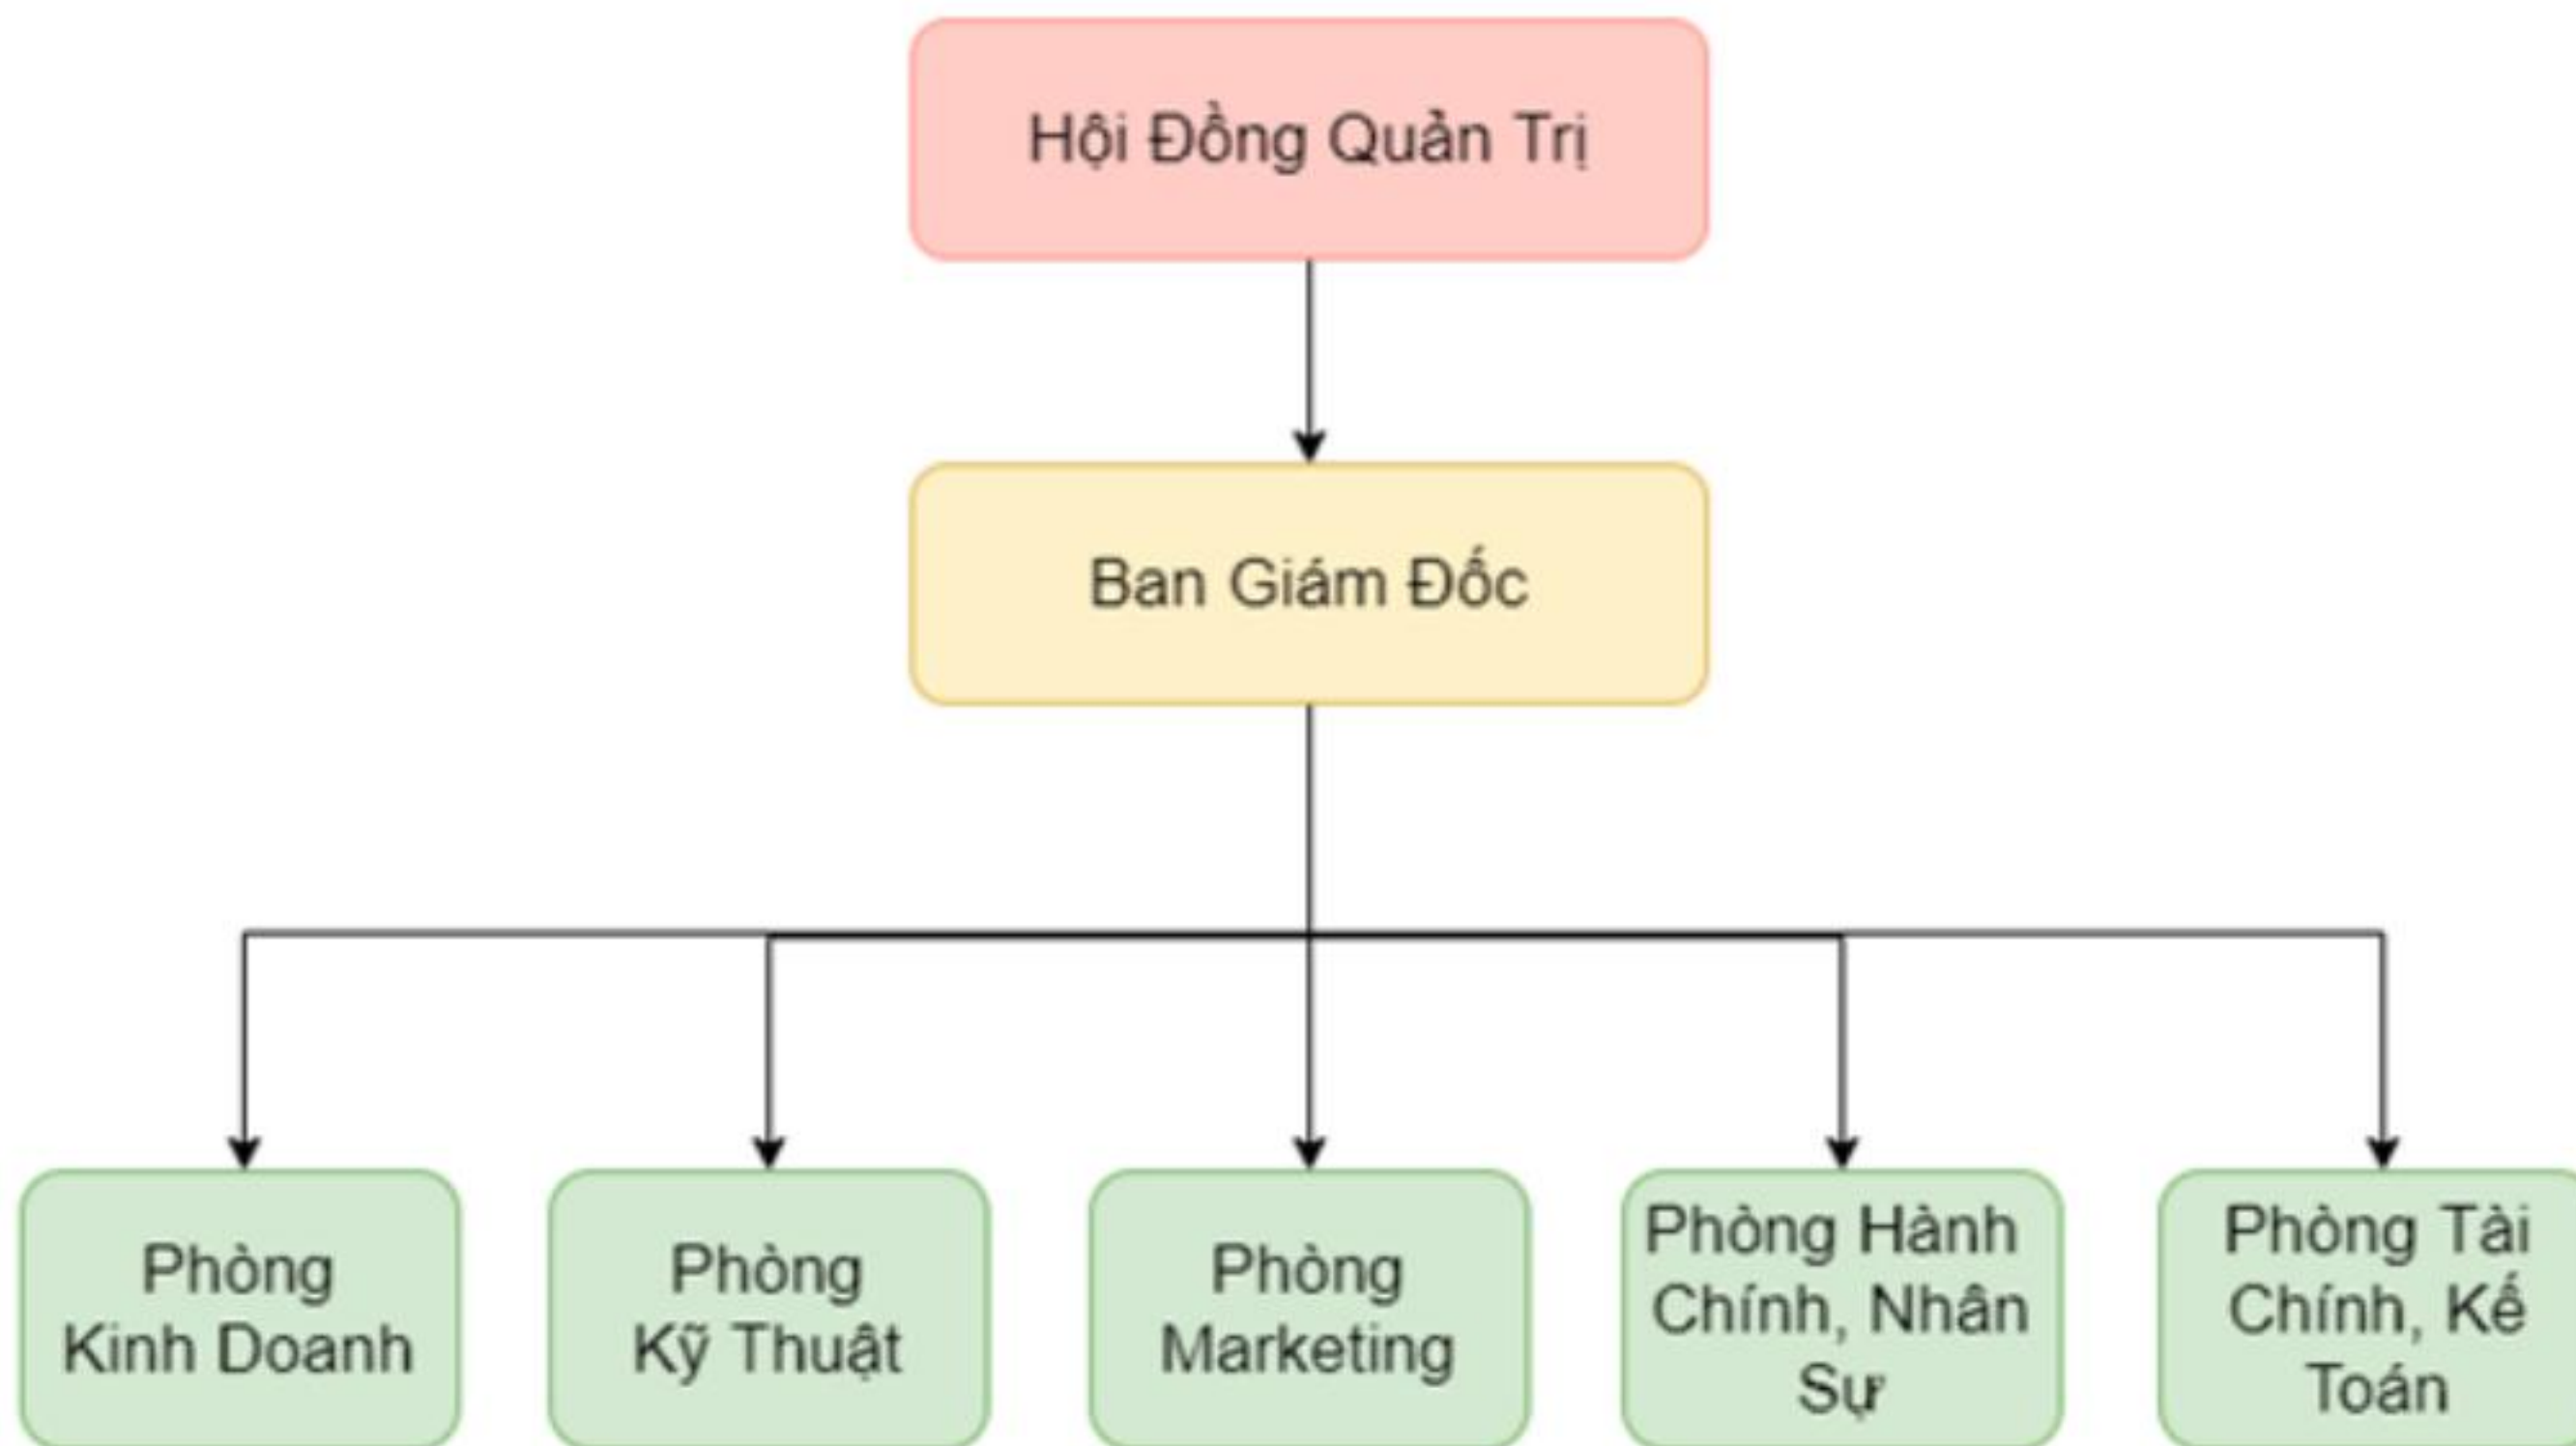 Hội Đồng Quản Trị
Ban Giám Đốc
Phòng
Kinh Doanh
Phòng
Kỹ Thuật
Phòng
Marketing
Phòng Hành
Chính, Nhân
Sự
Phòng Tài
Chính, Kế
Toán